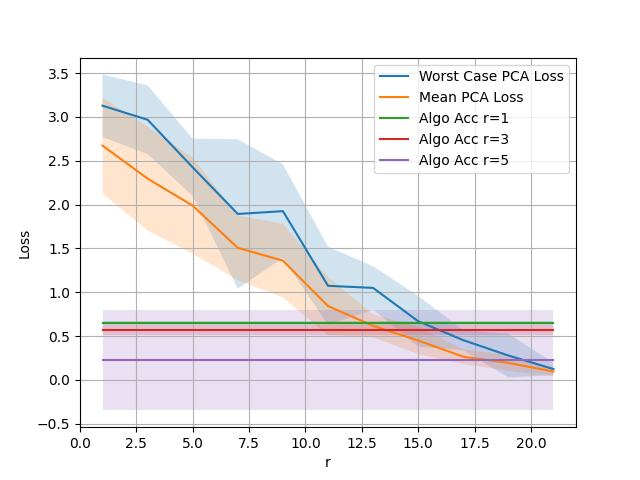 Worst Case PCA Loss
Mean PCA Loss
Algo Acc r=1
Algo Acc r=3
Algo Acc r=5
3.5
3.0
2.5
2.0
1.5
1.0
0.5
0.0
−0.5
Loss
0.0 2.5 5.0 7.5 10.0 12.5 15.0 17.5 20.0
r